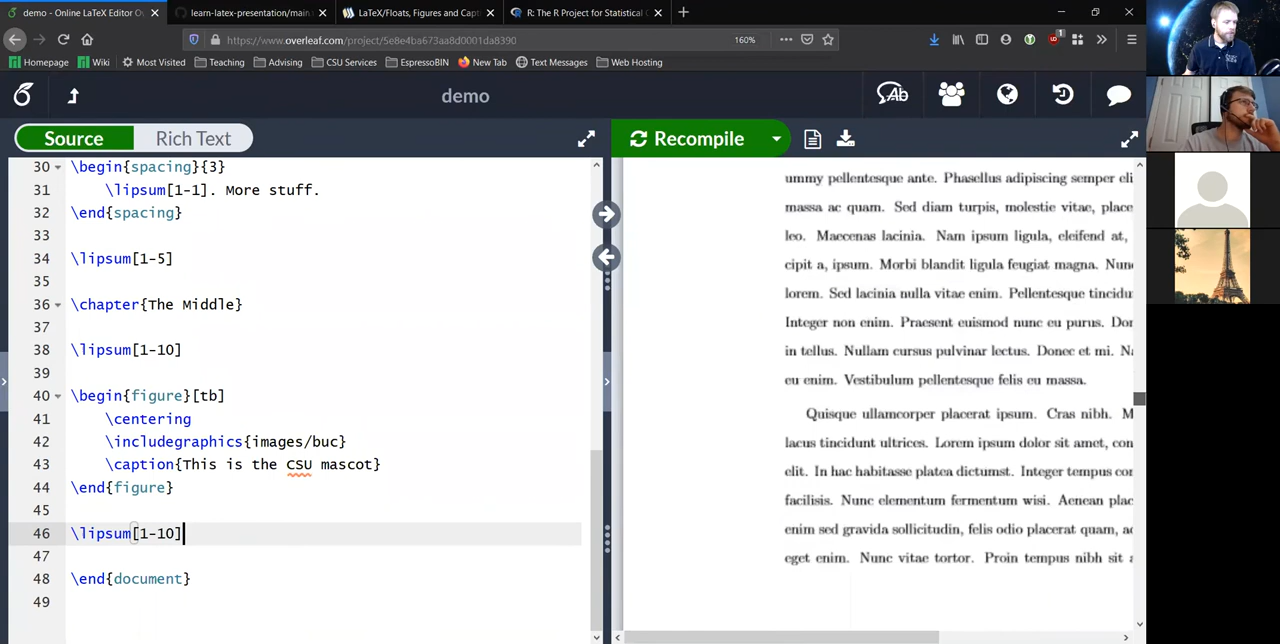 demo - Online LaTeX Editor Ov
learn-latex-presentation/main
LaTeX/Floats, Figures and Capti
R: The R Project for Statistical C
https://www.overleaf.com/project/5e8e4ba673aa8d0001da8390
160%
1
Homepage
Wiki
Most Visited
Teaching
Advising
CSU Services
EspressoBIN
New Tab
Text Messages
Web Hosting
demo
Source
Rich Text
Recompile
30 \begin{spacing}{3}
31 \lipsum[1-1]. More stuff.
32 \end{spacing}
33
34 \lipsum[1-5]
35
36 \chapter{The Middle}
37
38 \lipsum[1-10]
39
40 \begin{figure}[tb]
41 \centering
42 \includegraphics{images/buc}
43 \caption{This is the CSU mascot}
44 \end{figure}
45
46 \lipsum[1-10]
47
48 \end{document}
49
ummy pellentesque ante. Phasellus adipiscing semper eli
massa ac quam. Sed diam turpis, molestie vitae, place
leo. Maecenas lacinia. Nam ipsum ligula, eleifend at,
cipit a, ipsum. Morbi blandit ligula feugiat magna. Nunc
lorem. Sed lacinia nulla vitae enim. Pellentesque tincidun
Integer non enim. Praesent euismod nunc eu purus. Don
in tellus. Nullam cursus pulvinar lectus. Donec et mi. Na
eu enim. Vestibulum pellentesque felis eu massa.
Quisque ullamcorper placerat ipsum. Cras nibh. M
lacus tincidunt ultrices. Lorem ipsum dolor sit amet, con
elit. In hac habitasse platea dictumst. Integer tempus con
facilisis. Nunc elementum fermentum wisi. Aenean plac
enim sed gravida sollicitudin, felis odio placerat quam, ac
eget enim. Nunc vitae tortor. Proin tempus nibh sit a